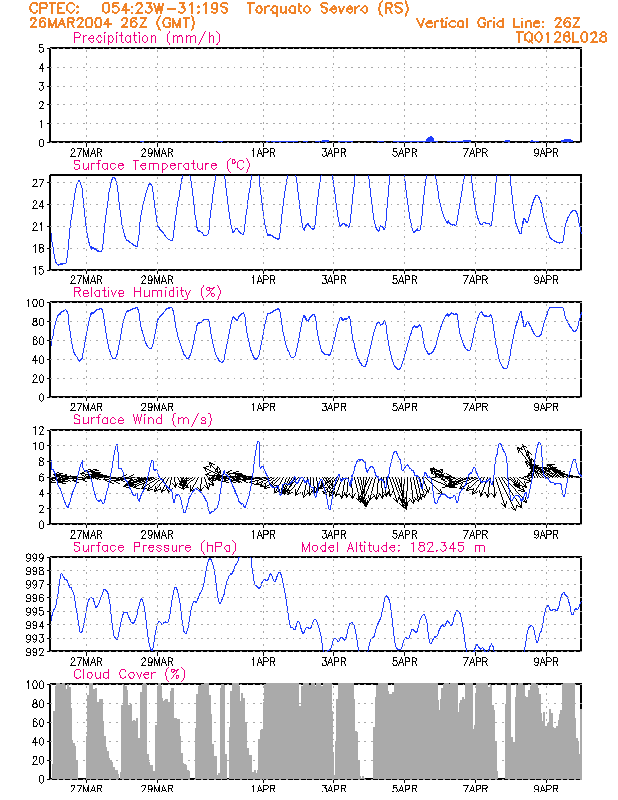 CPTEC: 054:23W-31:19S Torquato Severo (RS)
26MAR2004 26Z (GMT) Vertical Grid Line: 26Z
Precipitation (mm/h) TQ0126L028
5
4
3
2
1
0
27MAR 29MAR 1APR 3APR 5APR 7APR 9APR
Surface Temperature (ºC)
27
24
21
18
15
27MAR 29MAR 1APR 3APR 5APR 7APR 9APR
Relative Humidity (%)
100
80
60
40
20
0
27MAR 29MAR 1APR 3APR 5APR 7APR 9APR
Surface Wind (m/s)
12
10
8
6
4
2
0
27MAR 29MAR 1APR 3APR 5APR 7APR 9APR
Surface Pressure (hPa) Model Altitude: 182.345 m
999
998
997
996
995
994
993
992
27MAR 29MAR 1APR 3APR 5APR 7APR 9APR
Cloud Cover (%)
100
80
60
40
20
0
27MAR 29MAR 1APR 3APR 5APR 7APR 9APR